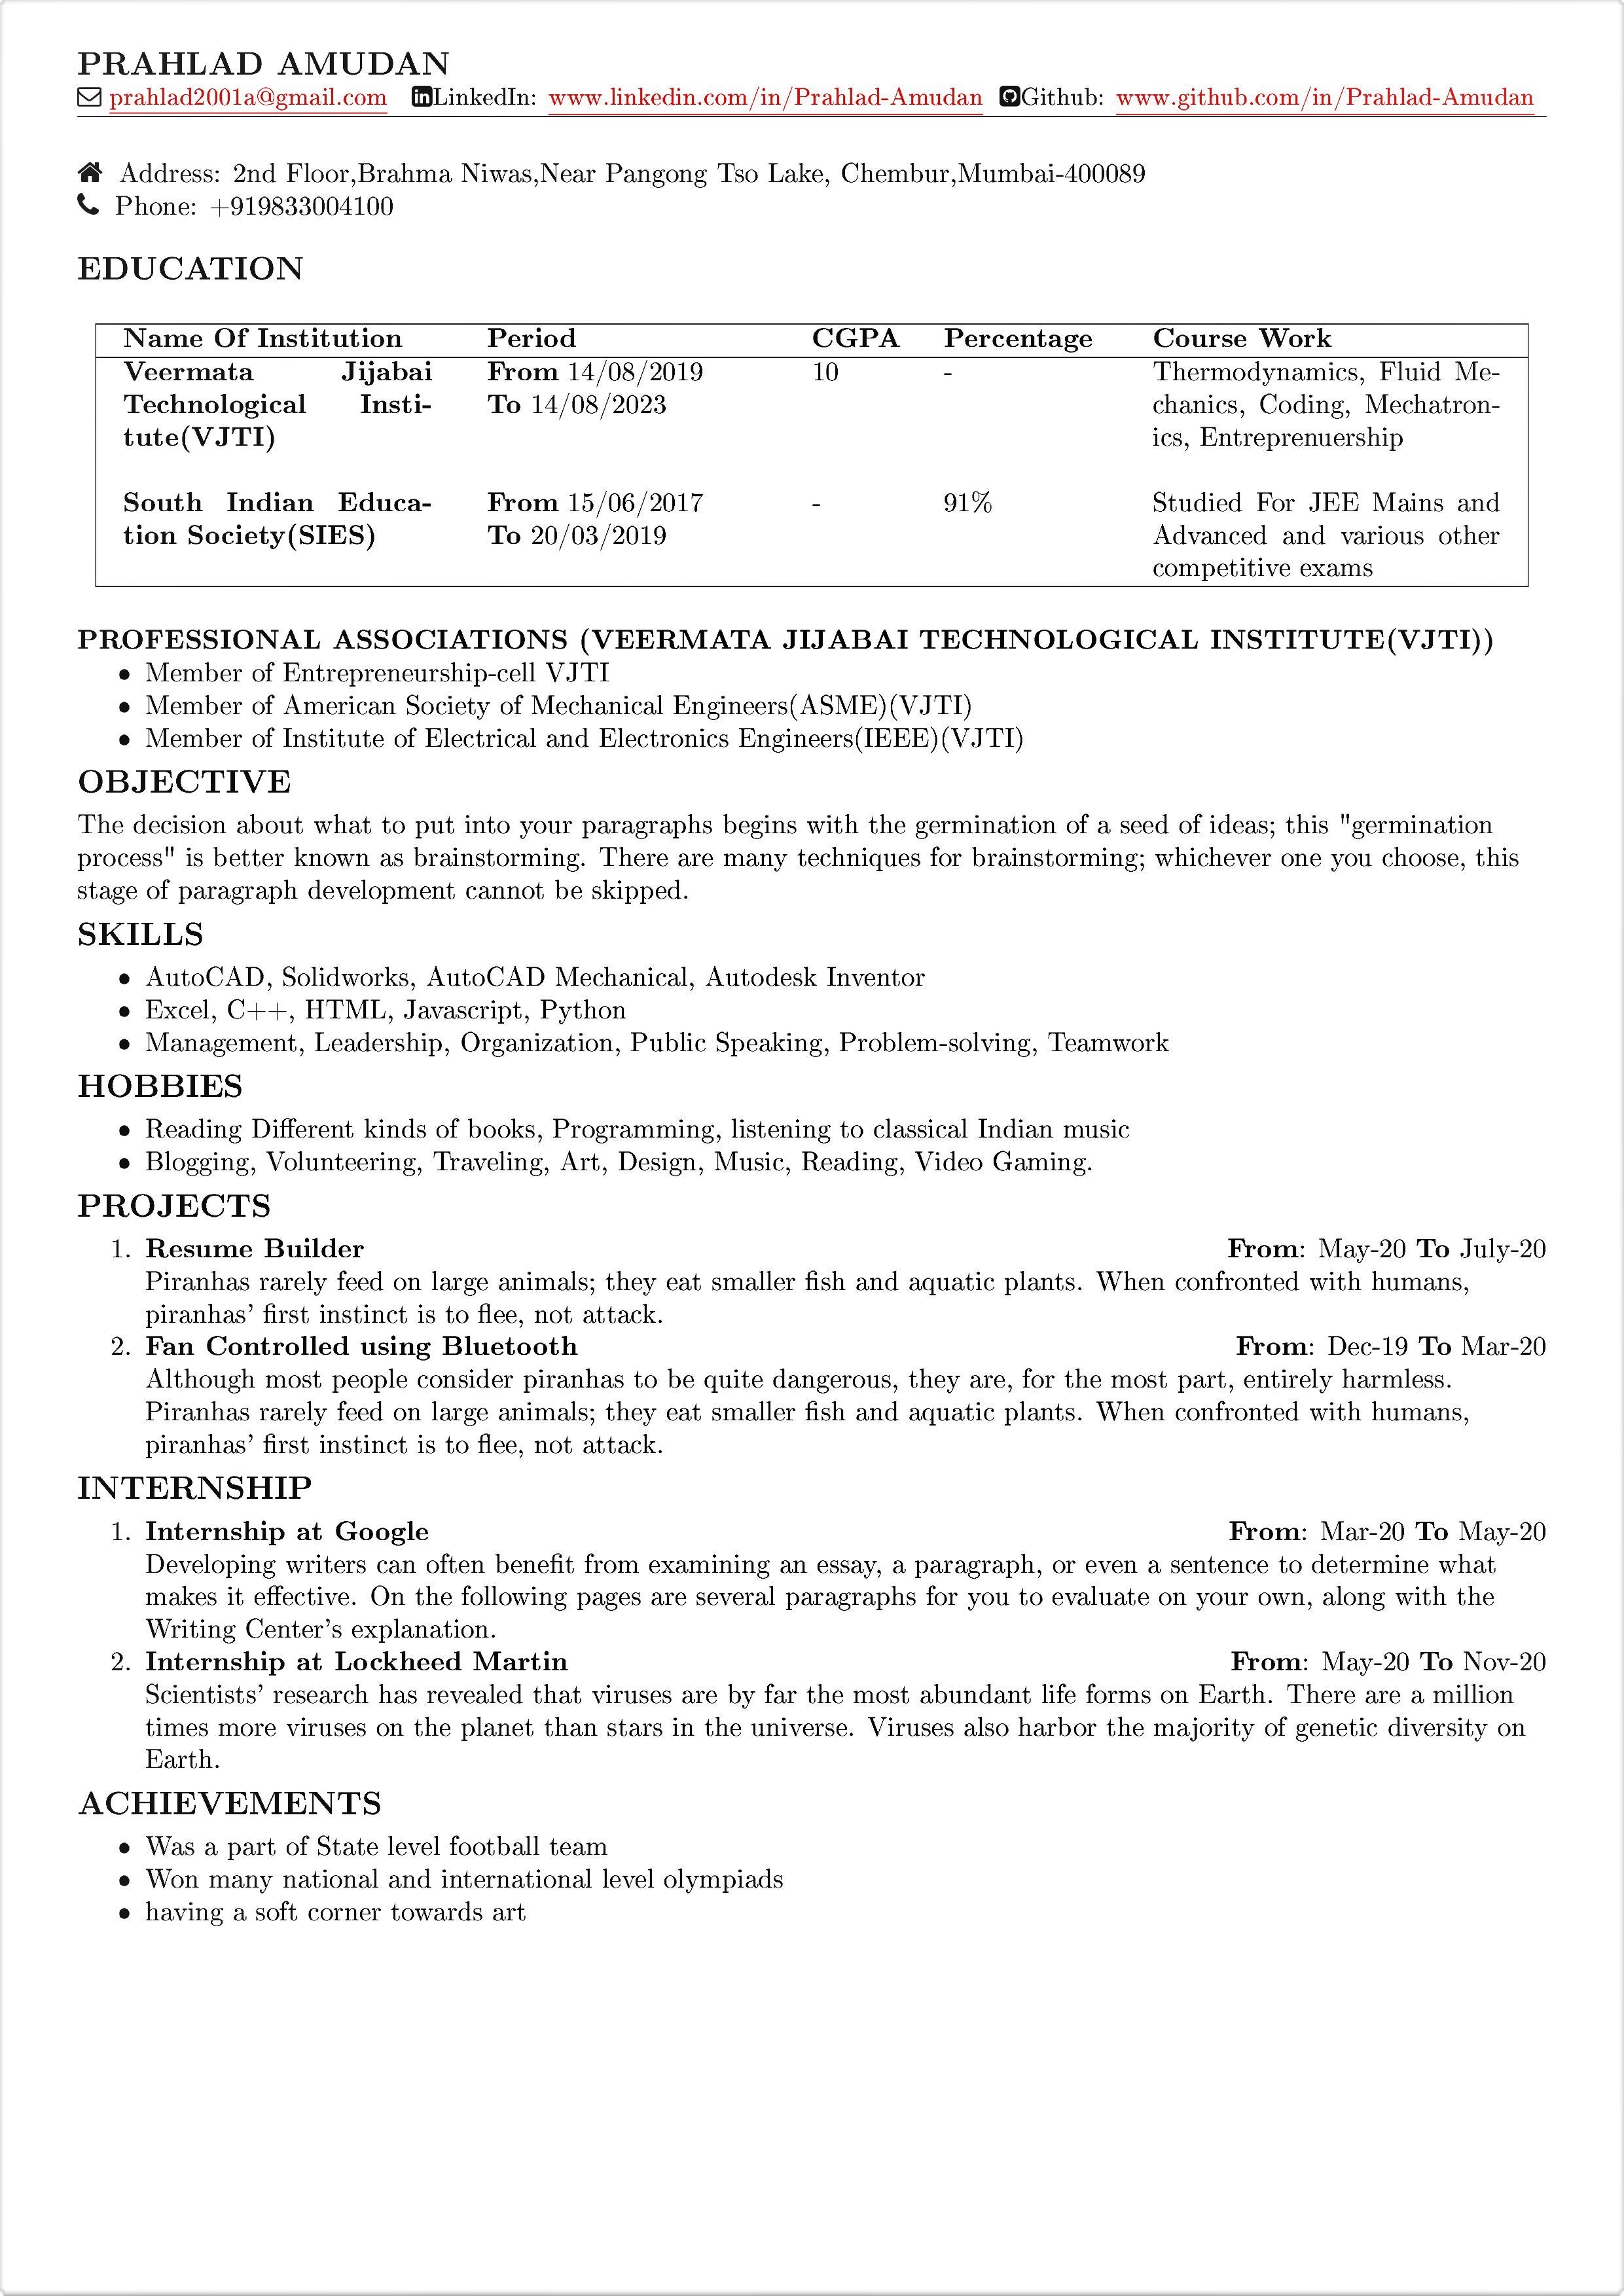 PRAHLAD AMUDAN
prahlad2001a@gmail.com LinkedIn: www.linkedin.com/in/Prahlad-Amudan Github: www.github.com/in/Prahlad-Amudan
Address: 2nd Floor,Brahma Niwas,Near Pangong Tso Lake, Chembur,Mumbai-400089
Phone: +919833004100
EDUCATION
Name Of Institution Period CGPA Percentage Course Work
Veermata Jijabai From 14/08/2019 10 - Thermodynamics, Fluid Me-
Technological Insti- To 14/08/2023 chanics, Coding, Mechatron-
tute(VJTI) ics, Entreprenuership
South Indian Educa- From 15/06/2017 - 91% Studied For JEE Mains and
tion Society(SIES) To 20/03/2019 Advanced and various other
competitive exams
PROFESSIONAL ASSOCIATIONS (VEERMATA JIJABAI TECHNOLOGICAL INSTITUTE(VJTI))
• Member of Entrepreneurship-cell VJTI
• Member of American Society of Mechanical Engineers(ASME)(VJTI)
• Member of Institute of Electrical and Electronics Engineers(IEEE)(VJTI)
OBJECTIVE
The decision about what to put into your paragraphs begins with the germination of a seed of ideas; this "germination
process" is better known as brainstorming. There are many techniques for brainstorming; whichever one you choose, this
stage of paragraph development cannot be skipped.
SKILLS
• AutoCAD, Solidworks, AutoCAD Mechanical, Autodesk Inventor
• Excel, C++, HTML, Javascript, Python
• Management, Leadership, Organization, Public Speaking, Problem-solving, Teamwork
HOBBIES
• Reading Different kinds of books, Programming, listening to classical Indian music
• Blogging, Volunteering, Traveling, Art, Design, Music, Reading, Video Gaming.
PROJECTS
1. Resume Builder From: May-20 To July-20
Piranhas rarely feed on large animals; they eat smaller fish and aquatic plants. When confronted with humans,
piranhas' first instinct is to flee, not attack.
2. Fan Controlled using Bluetooth From: Dec-19 To Mar-20
Although most people consider piranhas to be quite dangerous, they are, for the most part, entirely harmless.
Piranhas rarely feed on large animals; they eat smaller fish and aquatic plants. When confronted with humans,
piranhas' first instinct is to flee, not attack.
INTERNSHIP
1. Internship at Google From: Mar-20 To May-20
Developing writers can often benefit from examining an essay, a paragraph, or even a sentence to determine what
makes it effective. On the following pages are several paragraphs for you to evaluate on your own, along with the
Writing Center's explanation.
2. Internship at Lockheed Martin From: May-20 To Nov-20
Scientists' research has revealed that viruses are by far the most abundant life forms on Earth. There are a million
times more viruses on the planet than stars in the universe. Viruses also harbor the majority of genetic diversity on
Earth.
ACHIEVEMENTS
• Was a part of State level football team
• Won many national and international level olympiads
• having a soft corner towards art